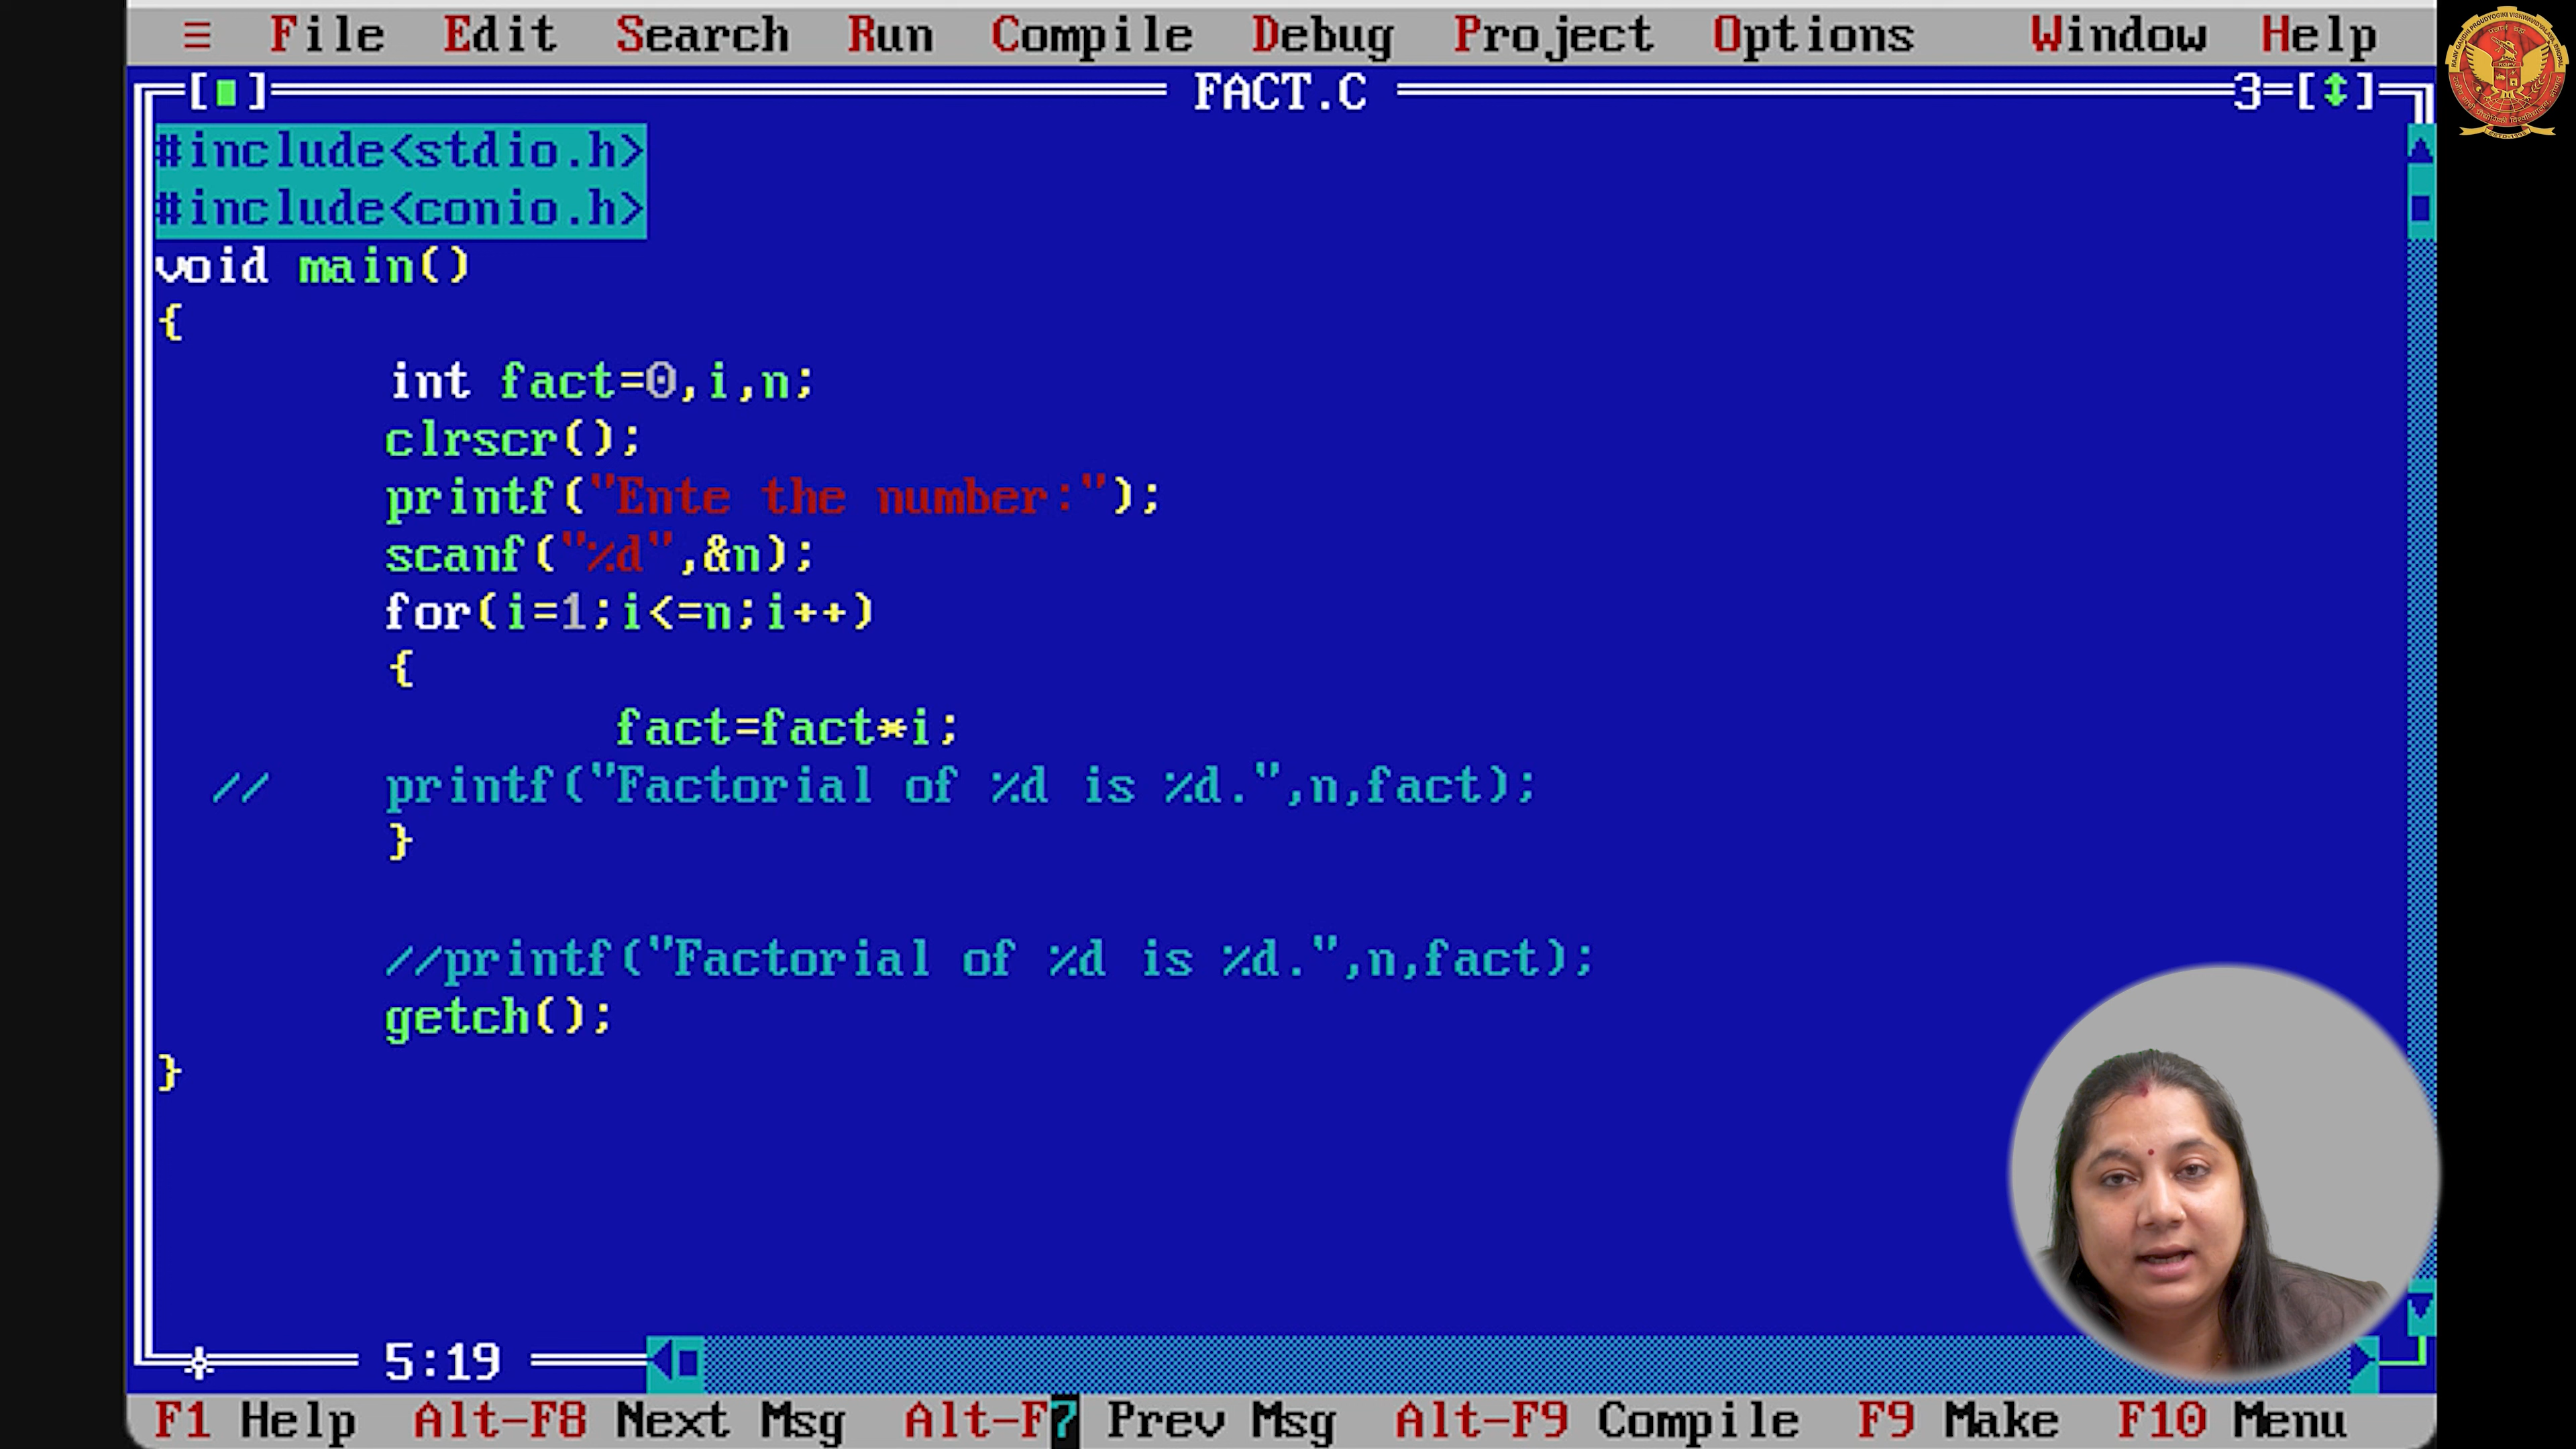 ≡ File Edit Search Run Compile Debug Project Options Window Help
[■] FACT.C 3=[↕]
#include<stdio.h>
#include<conio.h>
void main()
{
int fact=0,i,n;
clrscr();
printf("Ente the number:");
scanf("%d",&n);
for(i=1;i<=n;i++)
{
fact=fact*i;
// printf("Factorial of %d is %d.",n,fact);
}
//printf("Factorial of %d is %d.",n,fact);
getch();
}
5:19
F1 Help Alt-F8 Next Msg Alt-F7 Prev Msg Alt-F9 Compile F9 Make F10 Menu